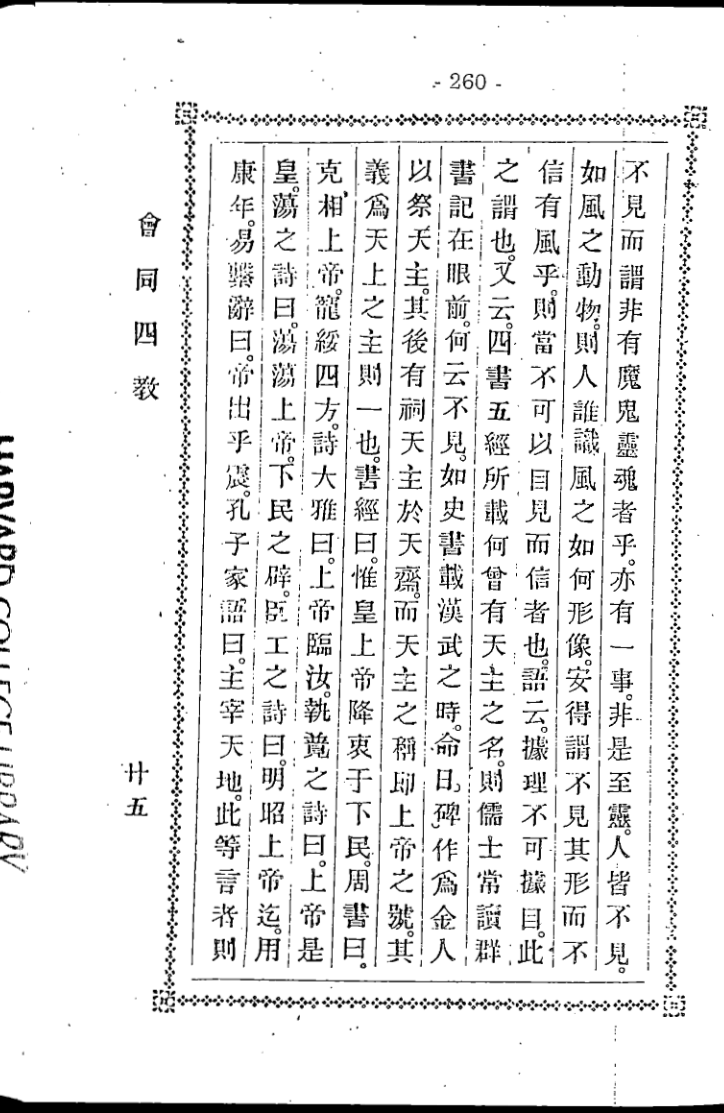 - 260 -
不見而謂非有魔鬼靈魂者乎。亦有一事。非是至靈。人皆不見。
如風之動物。則人誰識風之如何形像。安得謂不見其形而不
信有風乎。則當不可以目見而信者也。語云。據理不可據目。此
之謂也。又云。四書五經所載何曾有天主之名。則儒士常讀群
書記在眼前。何云不見。如史書載漢武之時。命日磾作爲金人
以祭天主。其後有祠天主於天齋。而天主之稱即上帝之號。其
義爲天上之主則一也。書經曰。惟皇上帝降衷于下民。周書曰。
克相上帝。寵綏四方。詩大雅曰。上帝臨汝。執競之詩曰。上帝是
皇。蕩之詩曰。蕩蕩上帝。下民之辟。臣工之詩曰。明昭上帝。迄用
康年。易繫辭曰。帝出乎震。孔子家語曰。主宰天地。此等言者則
會同四教
廿五
HARVARD COLLEGE LIBRARY